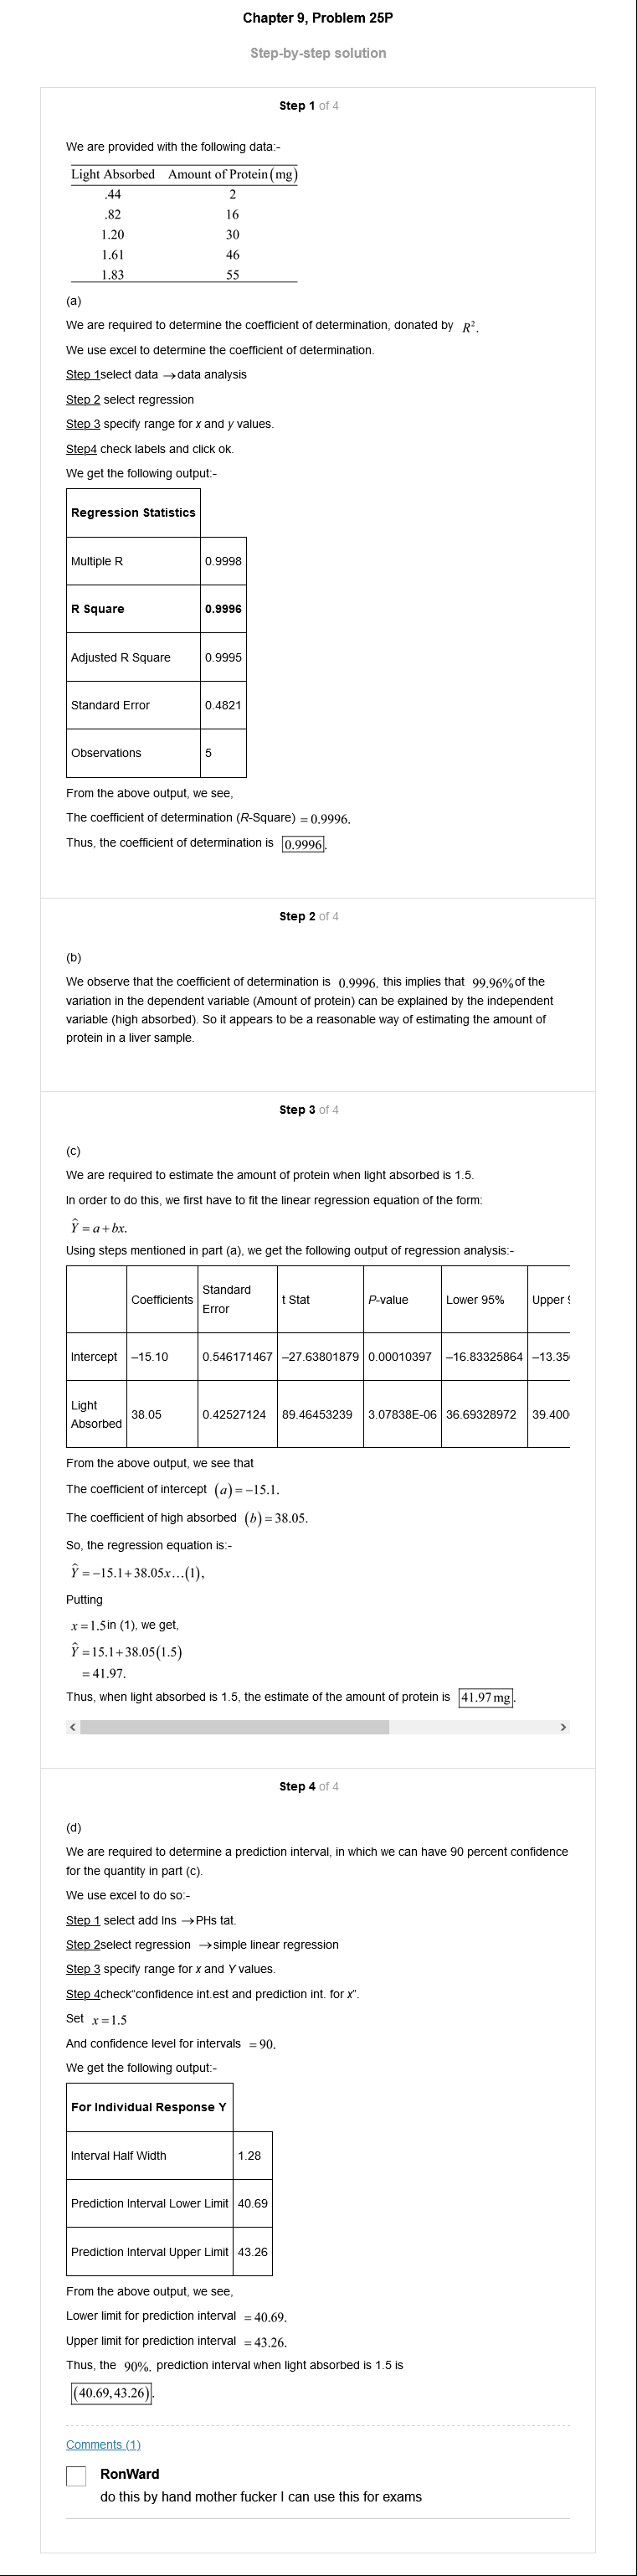 Chapter 9, Problem 25P
Step-by-step solution
Step 1 of 4
We are provided with the following data:-
Light Absorbed Amount of Protein (mg)
.44 2
.82 16
1.20 30
1.61 46
1.83 55
(a)
We are required to determine the coefficient of determination, donated by R².
We use excel to determine the coefficient of determination.
Step 1select data →data analysis
Step 2 select regression
Step 3 specify range for x and y values.
Step4 check labels and click ok.
We get the following output:-
Regression Statistics
Multiple R 0.9998
R Square 0.9996
Adjusted R Square 0.9995
Standard Error 0.4821
Observations 5
From the above output, we see,
The coefficient of determination (R-Square) = 0.9996.
Thus, the coefficient of determination is 0.9996.
Step 2 of 4
(b)
We observe that the coefficient of determination is 0.9996. this implies that 99.96% of the
variation in the dependent variable (Amount of protein) can be explained by the independent
variable (high absorbed). So it appears to be a reasonable way of estimating the amount of
protein in a liver sample.
Step 3 of 4
(c)
We are required to estimate the amount of protein when light absorbed is 1.5.
In order to do this, we first have to fit the linear regression equation of the form:
Ŷ = a + bx.
Using steps mentioned in part (a), we get the following output of regression analysis:-
Coefficients Standard Error t Stat P-value Lower 95% Upper 9
Intercept –15.10 0.546171467 –27.63801879 0.00010397 –16.83325864 –13.35
Light Absorbed 38.05 0.42527124 89.46453239 3.07838E-06 36.69328972 39.400
From the above output, we see that
The coefficient of intercept (a) = −15.1.
The coefficient of high absorbed (b) = 38.05.
So, the regression equation is:-
Ŷ = −15.1+38.05x...(1),
Putting
x = 1.5 in (1), we get,
Ŷ = 15.1+38.05(1.5)
= 41.97.
Thus, when light absorbed is 1.5, the estimate of the amount of protein is 41.97 mg.
Step 4 of 4
(d)
We are required to determine a prediction interval, in which we can have 90 percent confidence
for the quantity in part (c).
We use excel to do so:-
Step 1 select add Ins →PHs tat.
Step 2select regression →simple linear regression
Step 3 specify range for x and Y values.
Step 4check“confidence int.est and prediction int. for x”.
Set x = 1.5
And confidence level for intervals = 90.
We get the following output:-
For Individual Response Y
Interval Half Width 1.28
Prediction Interval Lower Limit 40.69
Prediction Interval Upper Limit 43.26
From the above output, we see,
Lower limit for prediction interval = 40.69.
Upper limit for prediction interval = 43.26.
Thus, the 90%. prediction interval when light absorbed is 1.5 is
(40.69, 43.26).
Comments (1)
RonWard
do this by hand mother fucker I can use this for exams